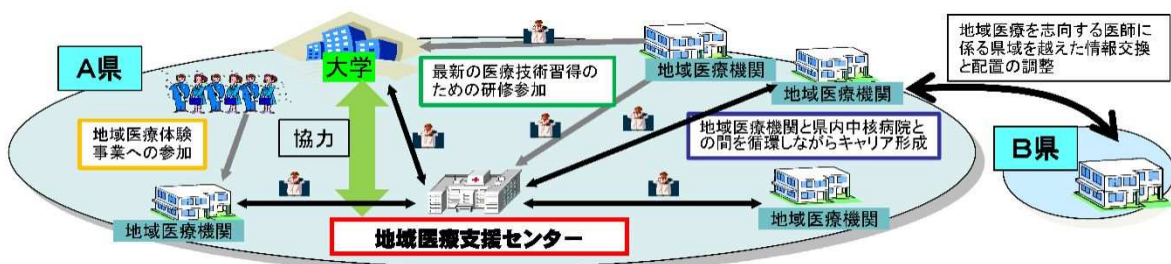 A県
大学
地域医療体験
事業への参加
協力
最新の医療技術習得の
ための研修参加
地域医療機関
地域医療機関
地域医療を志向する医師に
係る県域を越えた情報交換
と配置の調整
地域医療機関と県内中核病院と
の間を循環しながらキャリア形成
B県
地域医療機関
地域医療機関
地域医療支援センター